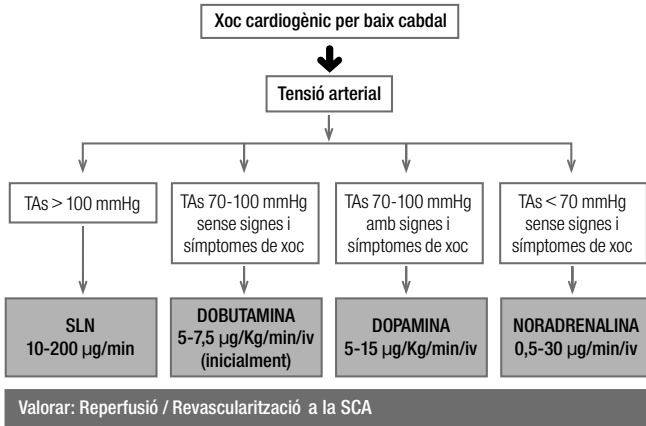 Xoc cardiogènic per baix cabdal
Tensió arterial
TAs > 100 mmHg
TAs 70-100 mmHg
sense signes i
símptomes de xoc
TAs 70-100 mmHg
amb signes i
símptomes de xoc
TAs < 70 mmHg
sense signes i
símptomes de xoc
SLN
10-200 µg/min
DOBUTAMINA
5-7,5 µg/Kg/min/iv
(inicialment)
DOPAMINA
5-15 µg/Kg/min/iv
NORADRENALINA
0,5-30 µg/min/iv
Valorar: Reperfusió / Revascularització a la SCA